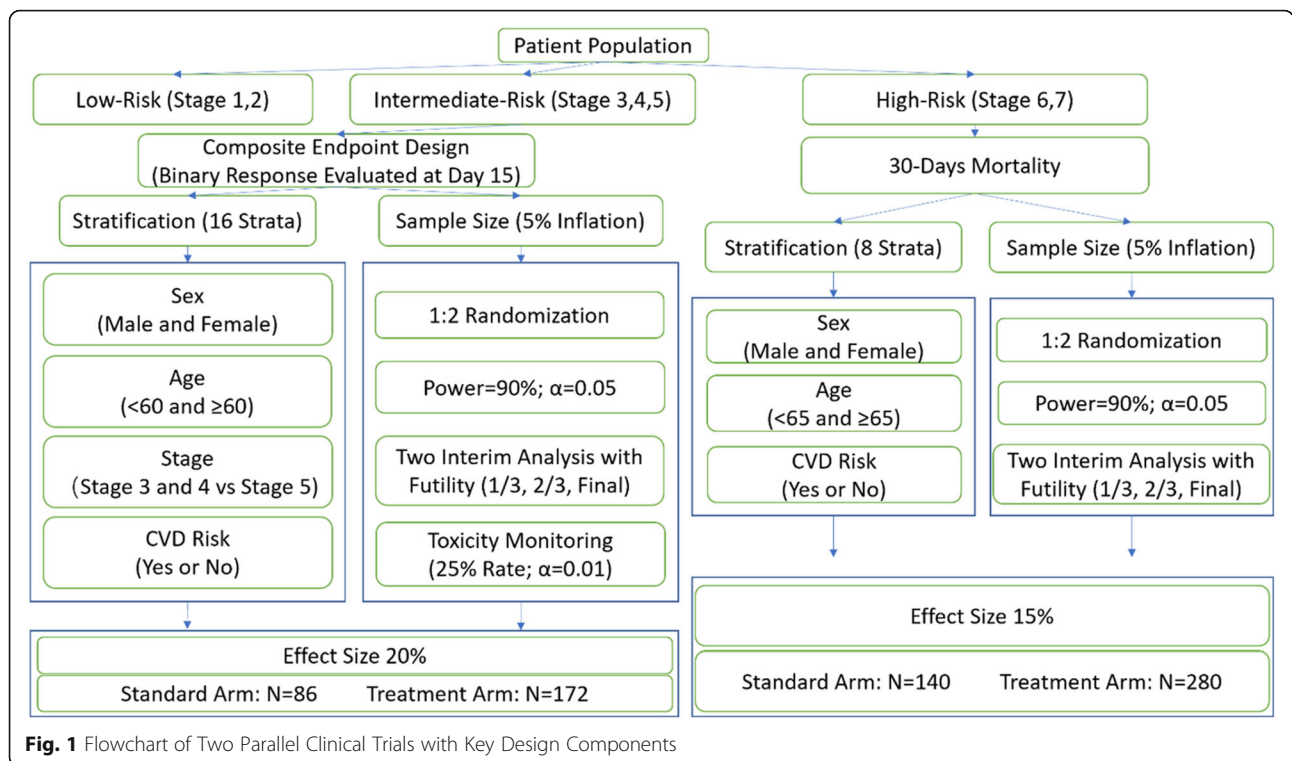 Patient Population
Low-Risk (Stage 1,2)
Intermediate-Risk (Stage 3,4,5)
High-Risk (Stage 6,7)
Composite Endpoint Design
(Binary Response Evaluated at Day 15)
30-Days Mortality
Stratification (16 Strata)
Sample Size (5% Inflation)
Stratification (8 Strata)
Sample Size (5% Inflation)
Sex
(Male and Female)
Age
(<60 and ≥60)
Stage
(Stage 3 and 4 vs Stage 5)
CVD Risk
(Yes or No)
1:2 Randomization
Power=90%; α=0.05
Two Interim Analysis with
Futility (1/3, 2/3, Final)
Toxicity Monitoring
(25% Rate; α=0.01)
Sex
(Male and Female)
Age
(<65 and ≥65)
CVD Risk
(Yes or No)
1:2 Randomization
Power=90%; α=0.05
Two Interim Analysis with
Futility (1/3, 2/3, Final)
Effect Size 20%
Standard Arm: N=86 Treatment Arm: N=172
Effect Size 15%
Standard Arm: N=140 Treatment Arm: N=280
Fig. 1 Flowchart of Two Parallel Clinical Trials with Key Design Components